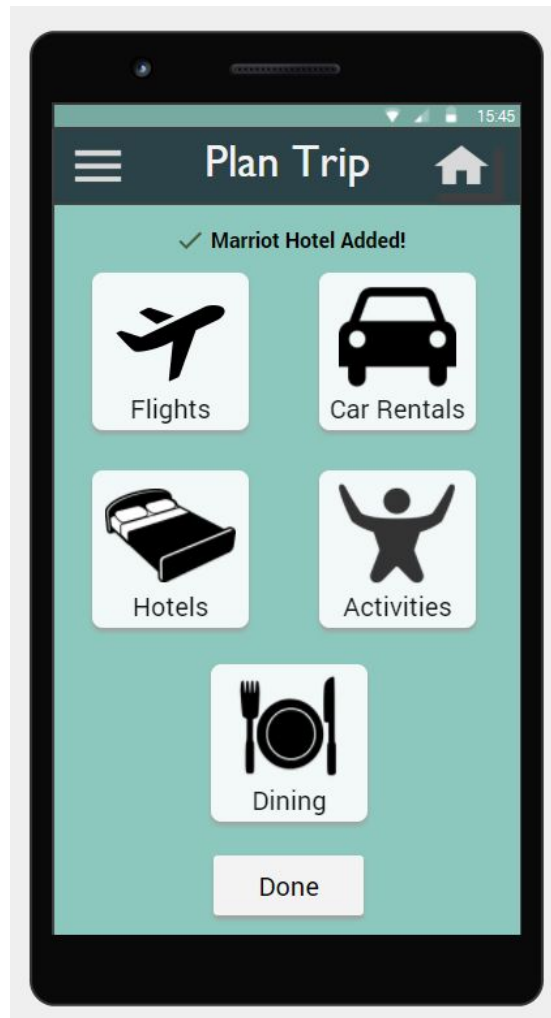 15:45
Plan Trip
Marriot Hotel Added!
Flights
Car Rentals
Hotels
Activities
Dining
Done